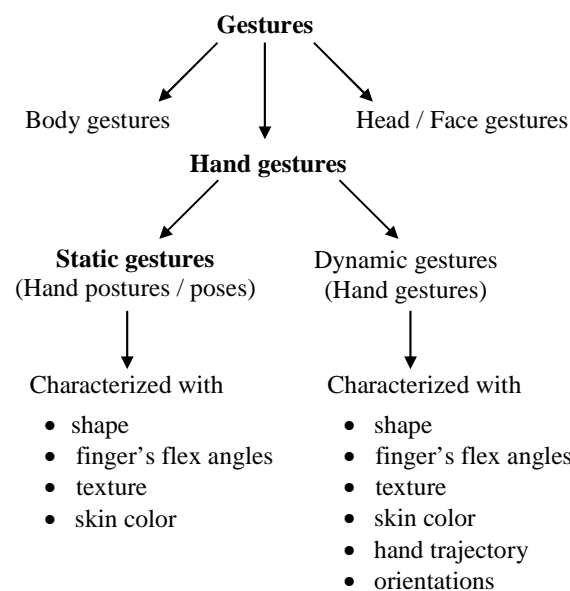 Gestures
Body gestures
Head / Face gestures
Hand gestures
Static gestures
(Hand postures / poses)
Dynamic gestures
(Hand gestures)
Characterized with
• shape
• finger’s flex angles
• texture
• skin color
Characterized with
• shape
• finger’s flex angles
• texture
• skin color
• hand trajectory
• orientations